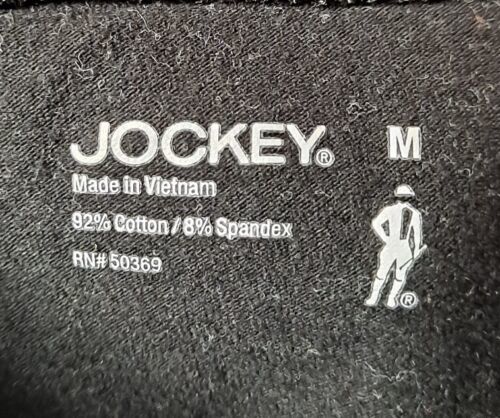 JOCKEY® M
Made in Vietnam
92% Cotton / 8% Spandex
RN# 50369
®